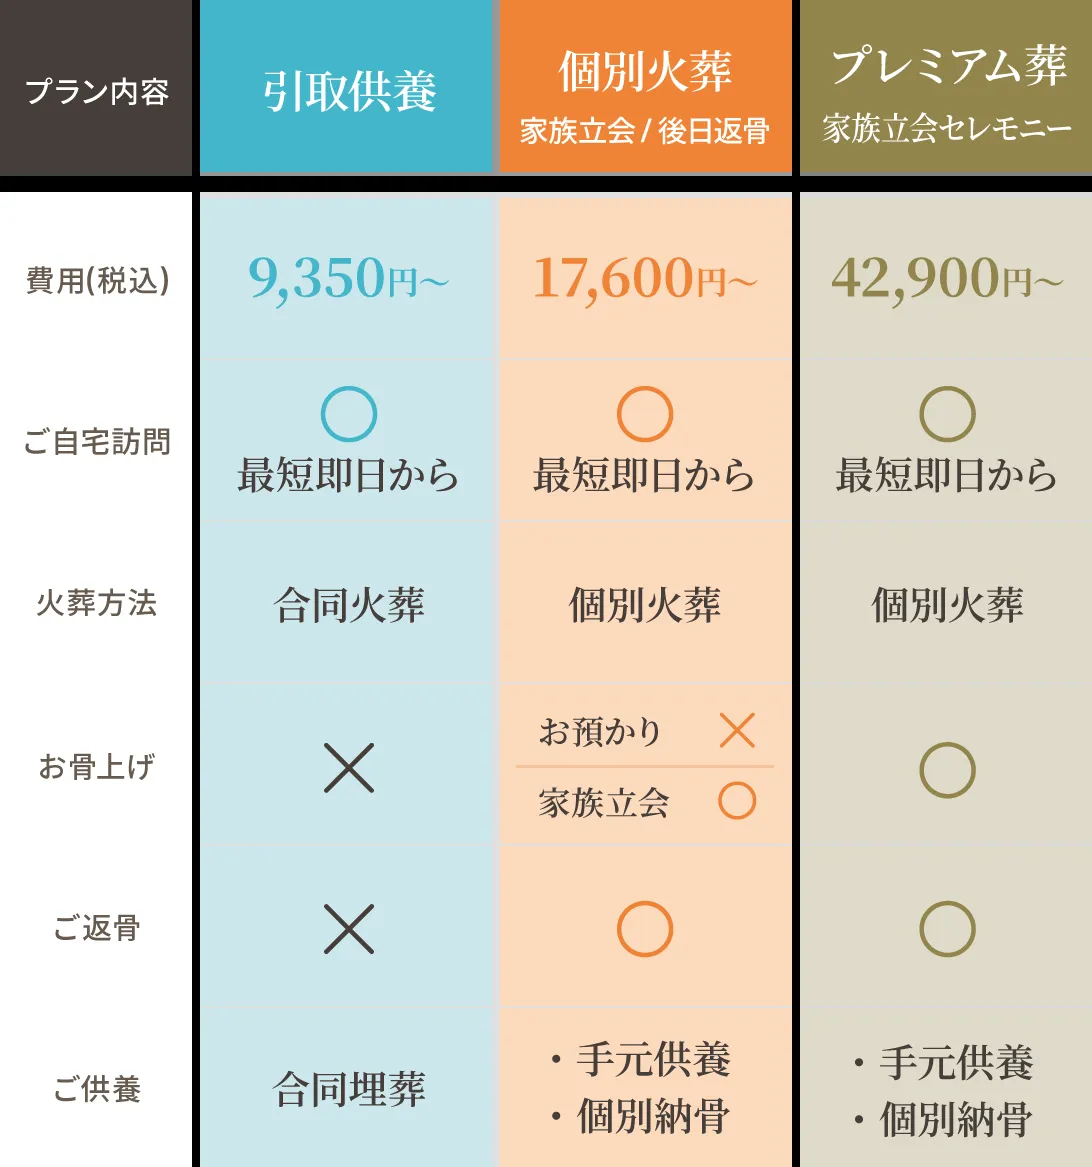 プラン内容
引取供養
個別火葬
家族立会 / 後日返骨
プレミアム葬
家族立会セレモニー
費用(税込)
9,350円～
17,600円～
42,900円～
ご自宅訪問
○
最短即日から
○
最短即日から
○
最短即日から
火葬方法
合同火葬
個別火葬
個別火葬
お骨上げ
×
お預かり ×
家族立会 ○
○
ご返骨
×
○
○
ご供養
合同埋葬
・手元供養
・個別納骨
・手元供養
・個別納骨